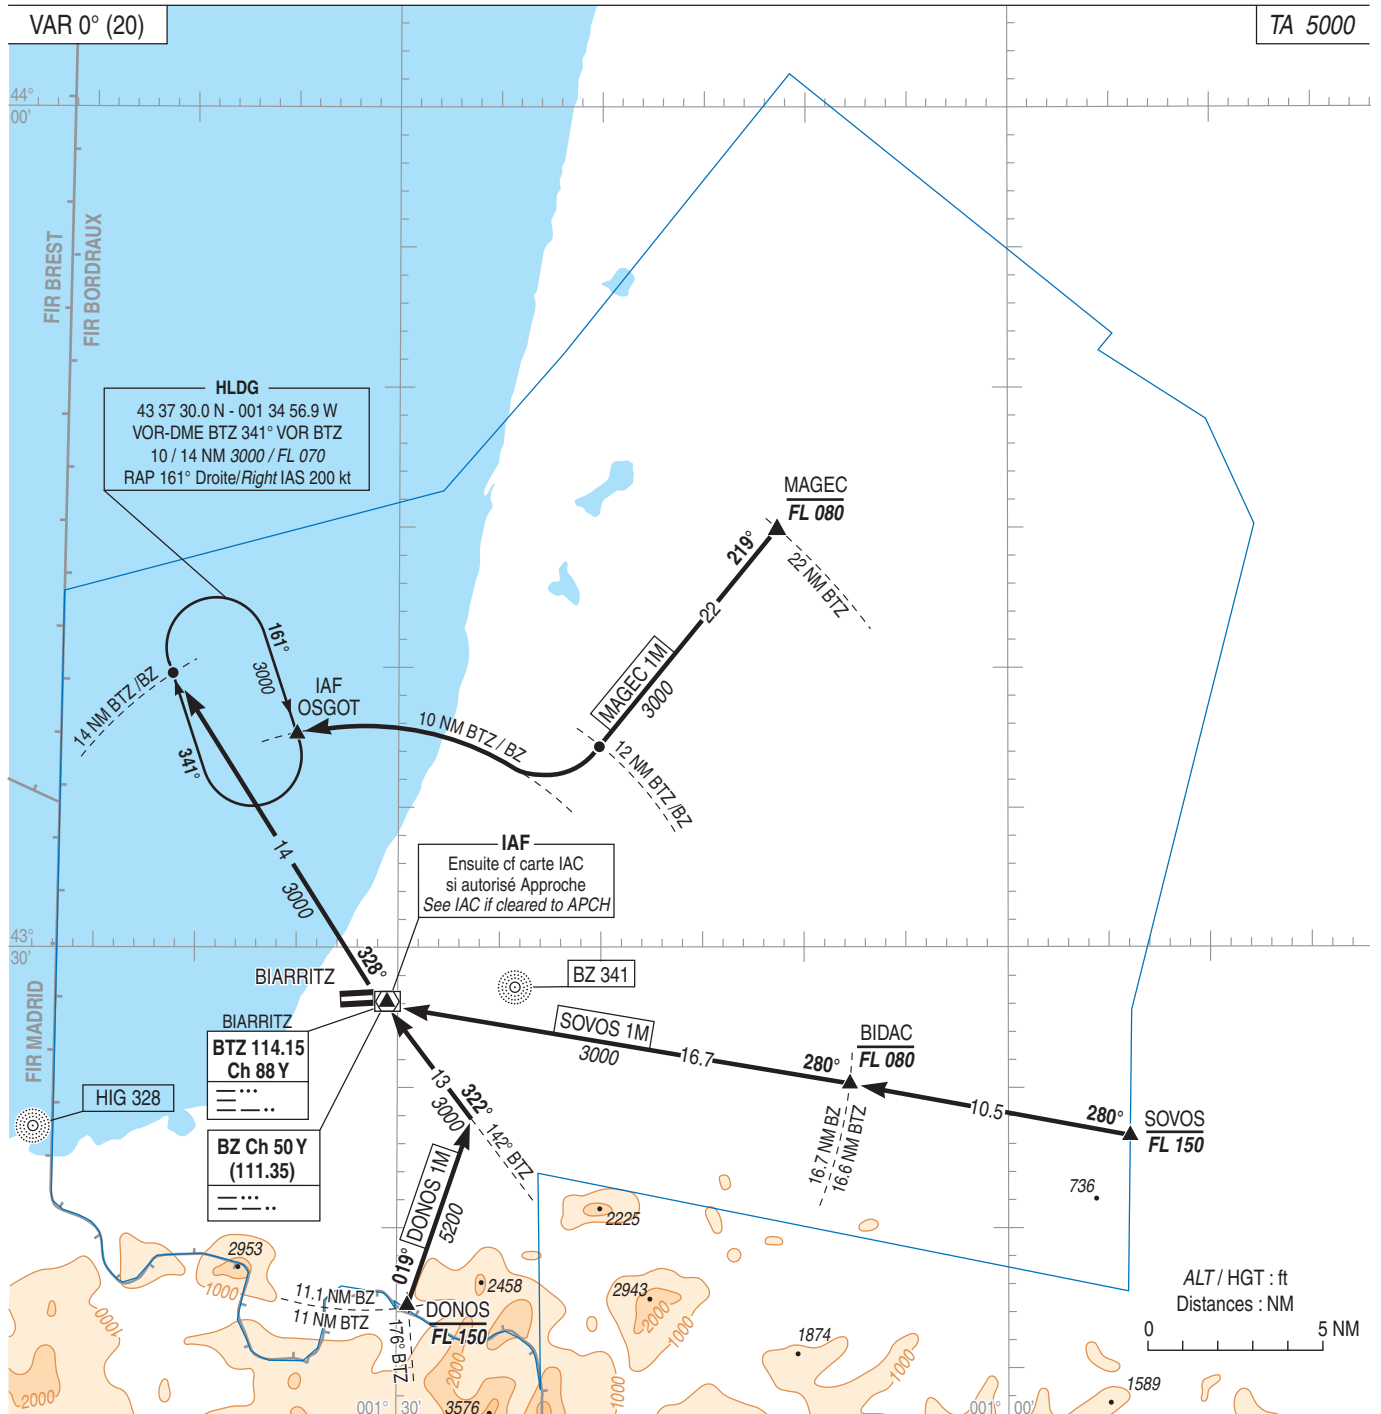 VAR 0° (20)
TA 5000
44°
00'
FIR BREST
FIR BORDRAUX
HLDG
43 37 30.0 N - 001 34 56.9 W
VOR-DME BTZ 341° VOR BTZ
10 / 14 NM 3000 / FL 070
RAP 161° Droite/Right IAS 200 kt
MAGEC
FL 080
219°
22 NM BTZ
22
MAGEC 1M
3000
161°
3000
IAF
OSGOT
14 NM BTZ /BZ
341°
10 NM BTZ / BZ
12 NM BTZ /BZ
14
3000
328°
IAF
Ensuite cf carte IAC
si autorisé Approche
See IAC if cleared to APCH
43°
30'
BIARRITZ
BZ 341
FIR MADRID
BIARRITZ
BTZ 114.15
Ch 88 Y
BZ Ch 50 Y
(111.35)
HIG 328
SOVOS 1M
3000
16.7
280°
BIDAC
FL 080
16.7 NM BZ
16.6 NM BTZ
10.5
280°
SOVOS
FL 150
736
13
3000
322°
142° BTZ
DONOS 1M
5200
019°
2225
2953
1000
1000
11.1 NM BZ
11 NM BTZ
DONOS
FL 150
176° BTZ
2458
2943
2000
1000
2000
3576
1000
1874
1000
1589
2000
ALT / HGT : ft
Distances : NM
0
5 NM
001°
30'
001°
00'